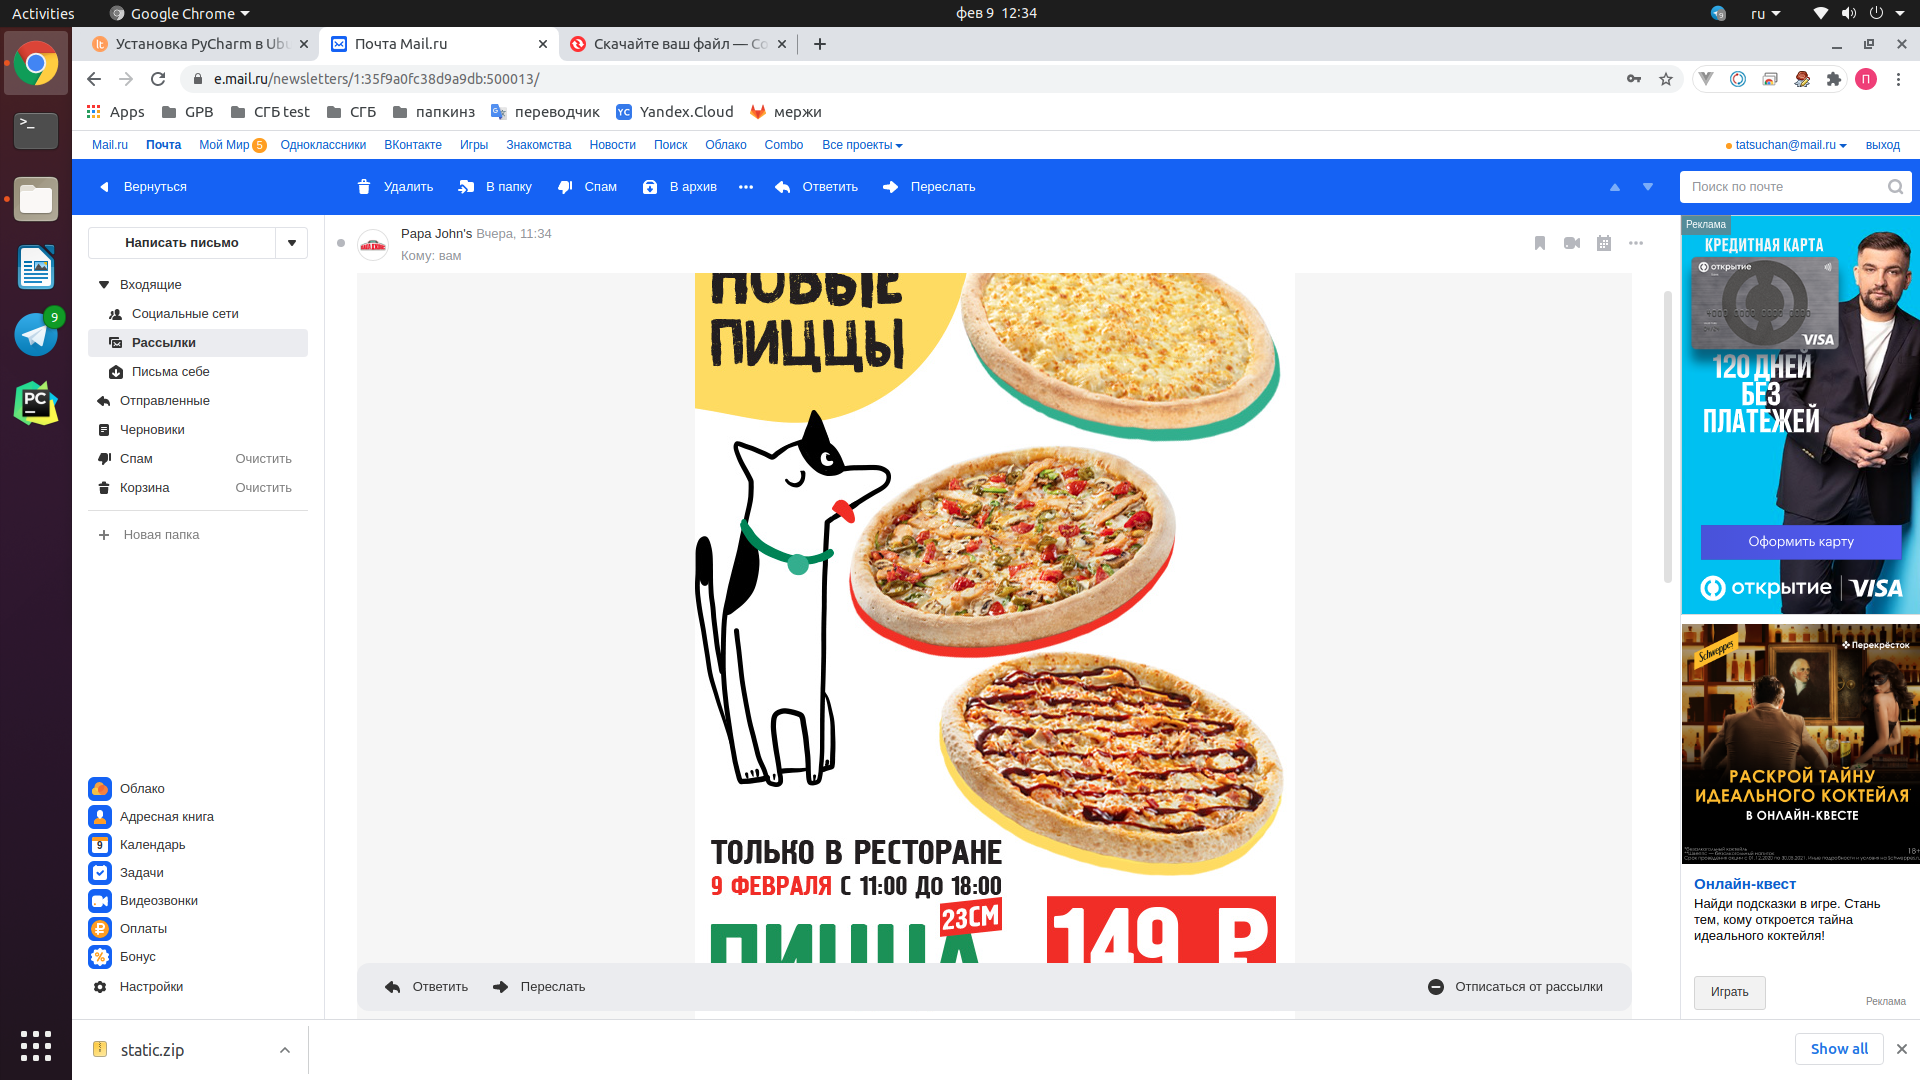 Activities
Google Chrome
фев 9 12:34
9
ru
Установка PyCharm в Ubu
Почта Mail.ru
Скачайте ваш файл — Co
e.mail.ru/newsletters/1:35f9a0fc38d9a9db:500013/
П
Apps
GPB
СГБ test
СГБ
папкинз
переводчик
YC Yandex.Cloud
мержи
Mail.ru
Почта
Мой Мир 5
Одноклассники
ВКонтакте
Игры
Знакомства
Новости
Поиск
Облако
Combo
Все проекты
tatsuchan@mail.ru
выход
Вернуться
Удалить
В папку
Спам
В архив
Ответить
Переслать
Поиск по почте
Написать письмо
Входящие
Социальные сети
Рассылки
Письма себе
Отправленные
Черновики
Спам
Очистить
Корзина
Очистить
Новая папка
Облако
Адресная книга
9
Календарь
Задачи
Видеозвонки
Оплаты
Бонус
Настройки
9
PC
Papa John's Вчера, 11:34
Кому: вам
НОВЫЕ
ПИЦЦЫ
ТОЛЬКО В РЕСТОРАНЕ
9 ФЕВРАЛЯ С 11:00 ДО 18:00
23СМ
ПИЦЦА
149 ₽
Ответить
Переслать
Отписаться от рассылки
Реклама
КРЕДИТНАЯ КАРТА
открытие
VISA
120 ДНЕЙ
БЕЗ
ПЛАТЕЖЕЙ
Оформить карту
открытие VISA
Schweppes
Перекрёсток
РАСКРОЙ ТАЙНУ
ИДЕАЛЬНОГО КОКТЕЙЛЯ
В ОНЛАЙН-КВЕСТЕ
18+
Онлайн-квест
Найди подсказки в игре. Стань
тем, кому откроется тайна
идеального коктейля!
Играть
Реклама
static.zip
Show all